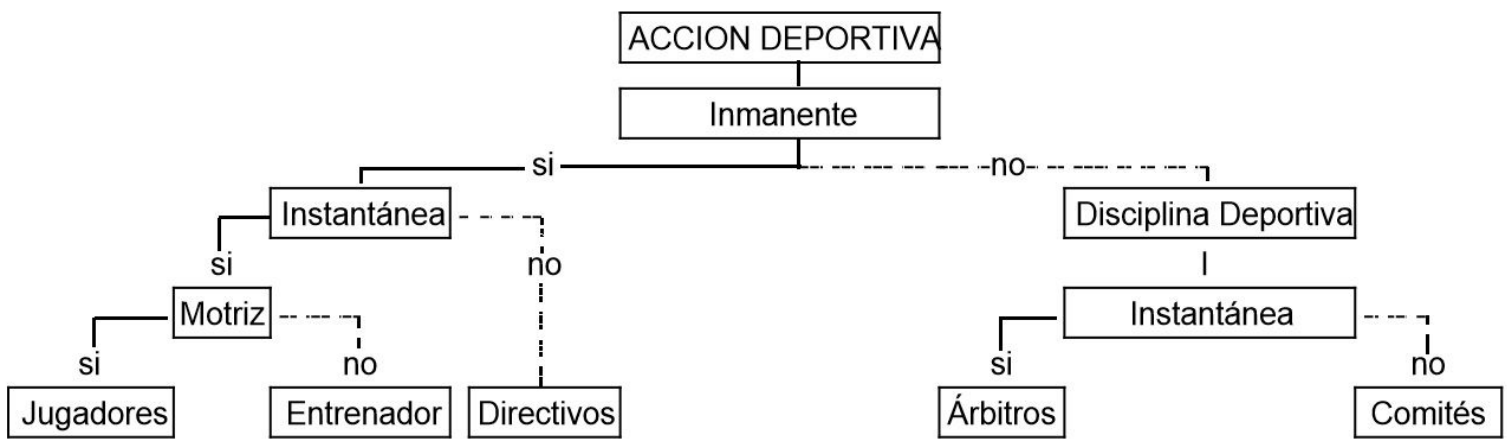 ACCION DEPORTIVA
Inmanente
si
no
Instantánea
Disciplina Deportiva
si
no
Motriz
Instantánea
si
no
si
no
Jugadores
Entrenador
Directivos
Árbitros
Comités